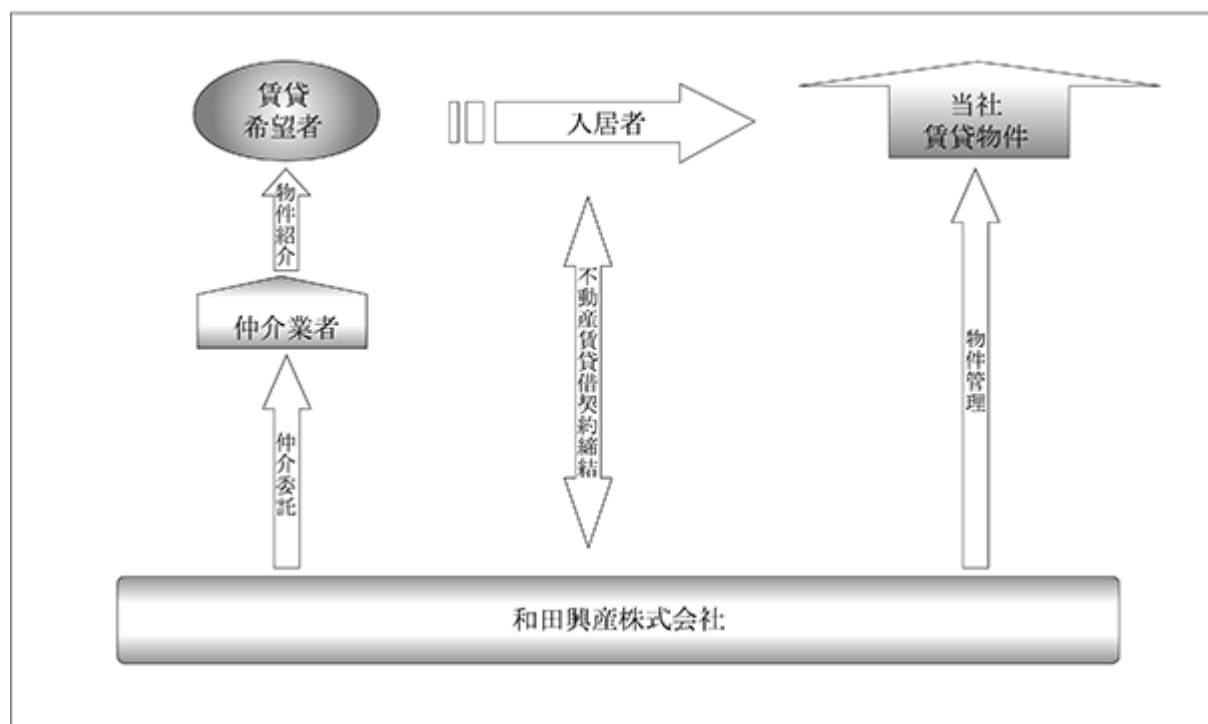 賃貸
希望者
入居者
当社
賃貸物件
物件紹介
仲介業者
不動産賃貸借契約締結
物件管理
仲介委託
和田興産株式会社